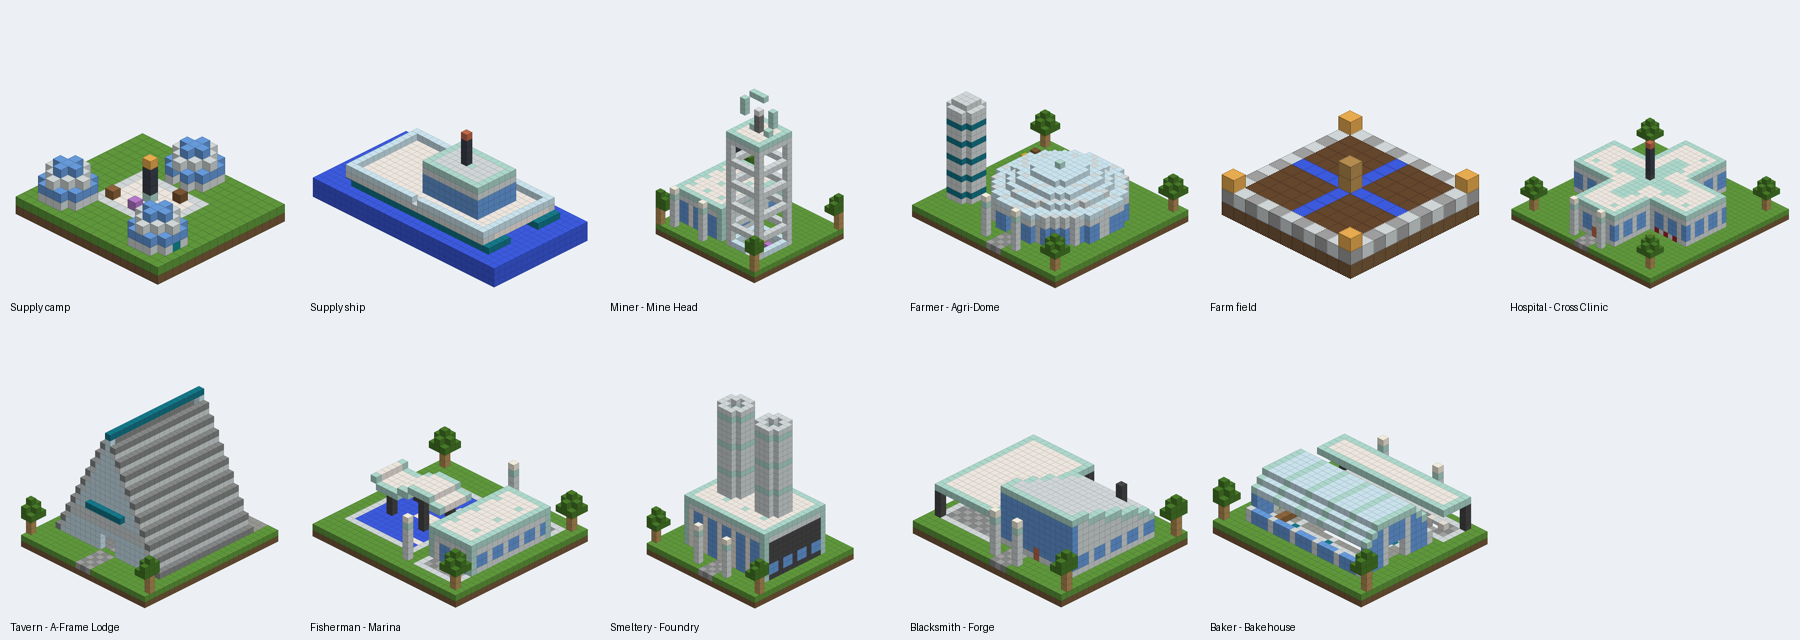 Supply camp
Supply ship
Miner - Mine Head
Farmer - Agri-Dome
Farm field
Hospital - Cross Clinic
Tavern - A-Frame Lodge
Fisherman - Marina
Smeltery - Foundry
Blacksmith - Forge
Baker - Bakehouse